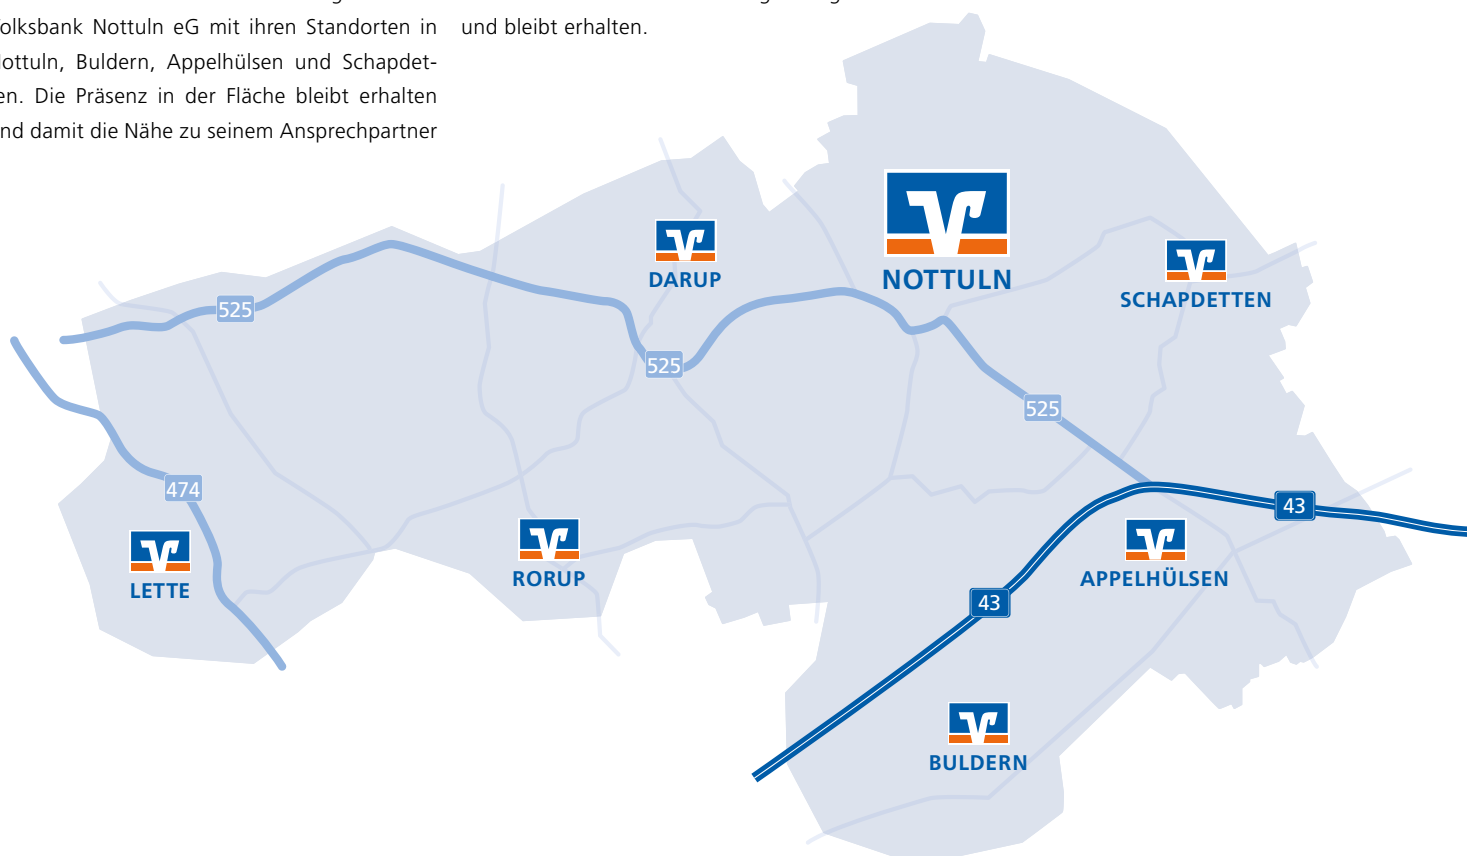 olksbank Nottuln eG mit ihren Standorten in
ottuln, Buldern, Appelhülsen und Schapdet-
en. Die Präsenz in der Fläche bleibt erhalten
nd damit die Nähe zu seinem Ansprechpartner
und bleibt erhalten.
NOTTULN
DARUP
SCHAPDETTEN
525
525
525
474
43
LETTE
RORUP
APPELHÜLSEN
43
BULDERN